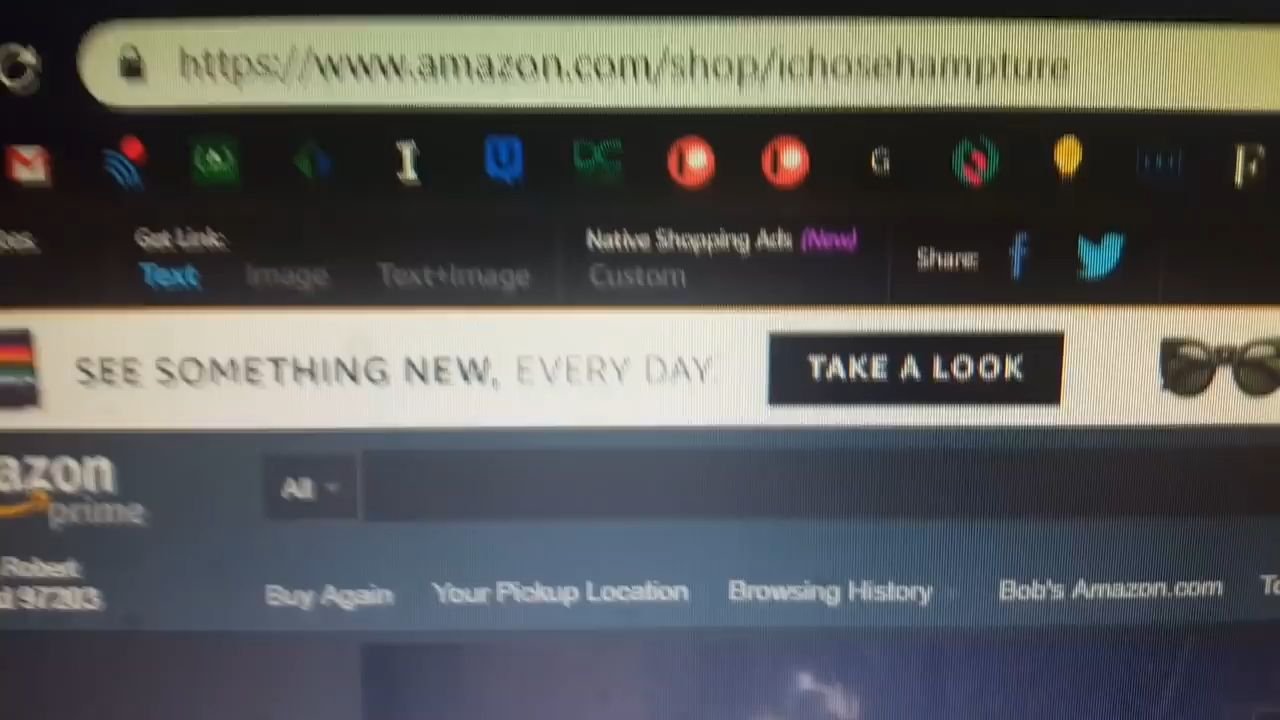 https://www.amazon.com/shop/ichosehampture
Get Link:
Native Shopping Ads (New)
Share:
Text
Image
Text+Image
Custom
SEE SOMETHING NEW, EVERY DAY.
TAKE A LOOK
azon
prime
All
Robert
97203
Buy Again
Your Pickup Location
Browsing History
Bob's Amazon.com